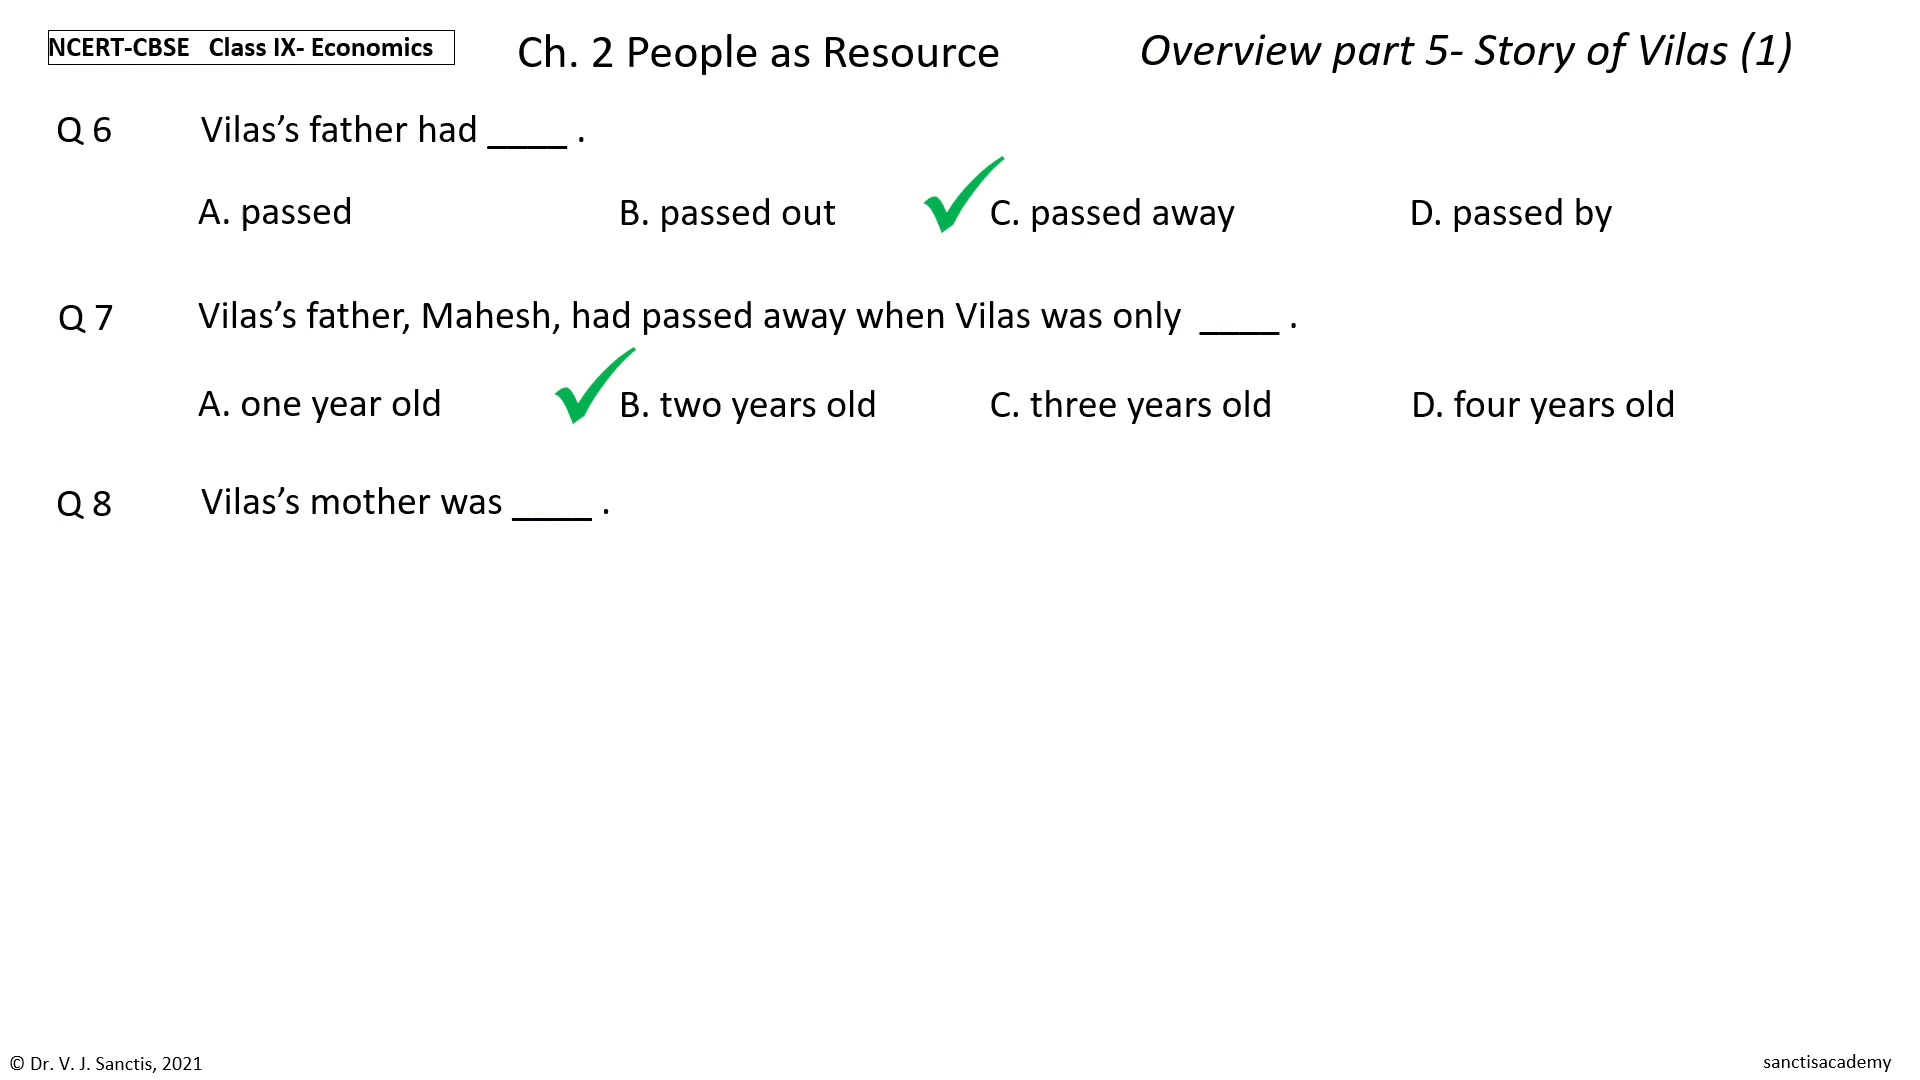 NCERT-CBSE Class IX- Economics Ch. 2 People as Resource Overview part 5- Story of Vilas (1)
Q 6 Vilas’s father had ____ .
A. passed B. passed out C. passed away D. passed by
Q 7 Vilas’s father, Mahesh, had passed away when Vilas was only ____ .
A. one year old B. two years old C. three years old D. four years old
Q 8 Vilas’s mother was ____ .
© Dr. V. J. Sanctis, 2021 sanctisacademy